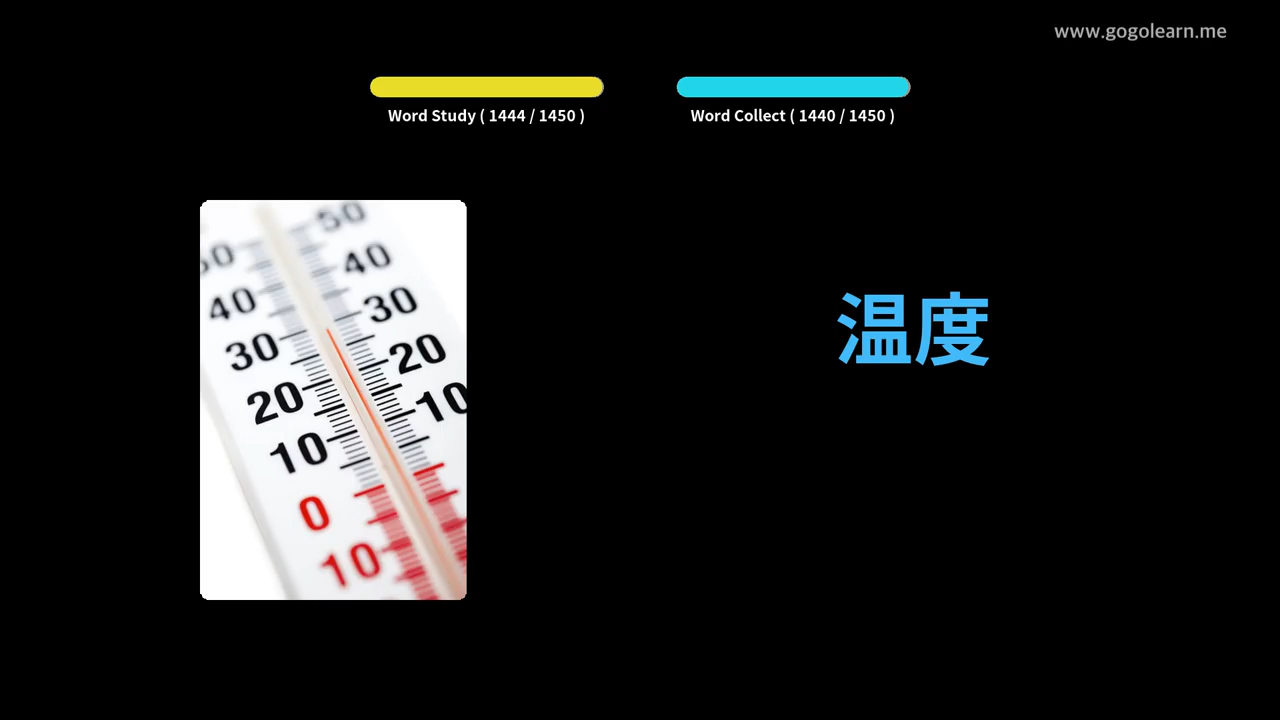 www.gogolearn.me
Word Study ( 1444 / 1450 )
Word Collect ( 1440 / 1450 )
50
40
40
30
30
20
20
10
10
0
10
温度